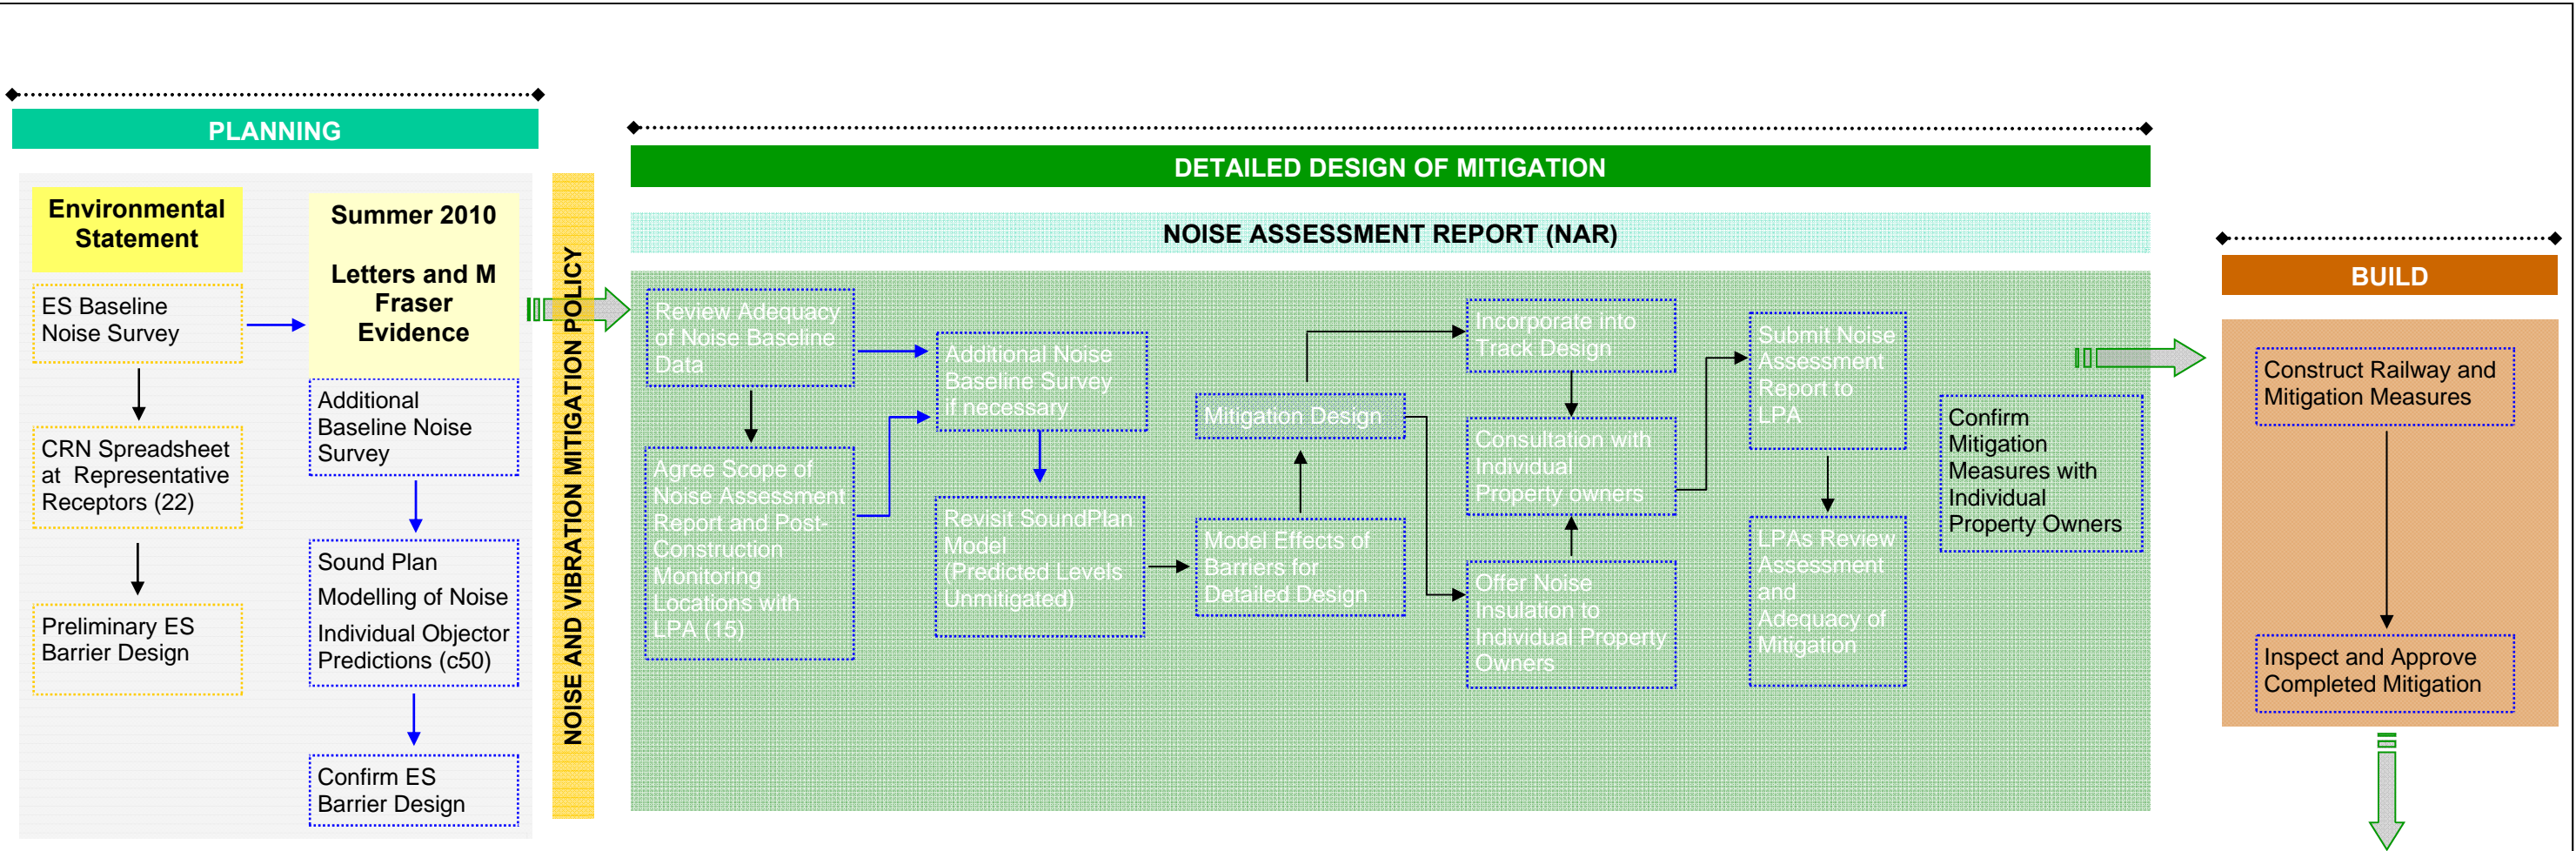 PLANNING
Environmental
Statement
ES Baseline
Noise Survey
CRN Spreadsheet
at Representative
Receptors (22)
Preliminary ES
Barrier Design
Summer 2010
Letters and M
Fraser
Evidence
Additional
Baseline Noise
Survey
Sound Plan
Modelling of Noise
Individual Objector
Predictions (c50)
Confirm ES
Barrier Design
NOISE AND VIBRATION MITIGATION POLICY
DETAILED DESIGN OF MITIGATION
NOISE ASSESSMENT REPORT (NAR)
Review Adequacy
of Noise Baseline
Data
Agree Scope of
Noise Assessment
Report and Post-
Construction
Monitoring
Locations with
LPA (15)
Additional Noise
Baseline Survey
if necessary
Revisit SoundPlan
Model
(Predicted Levels
Unmitigated)
Mitigation Design
Model Effects of
Barriers for
Detailed Design
Incorporate into
Track Design
Consultation with
Individual
Property owners
Offer Noise
Insulation to
Individual Property
Owners
Submit Noise
Assessment
Report to
LPA
LPAs Review
Assessment
and
Adequacy of
Mitigation
Confirm
Mitigation
Measures with
Individual
Property Owners
BUILD
Construct Railway and
Mitigation Measures
Inspect and Approve
Completed Mitigation